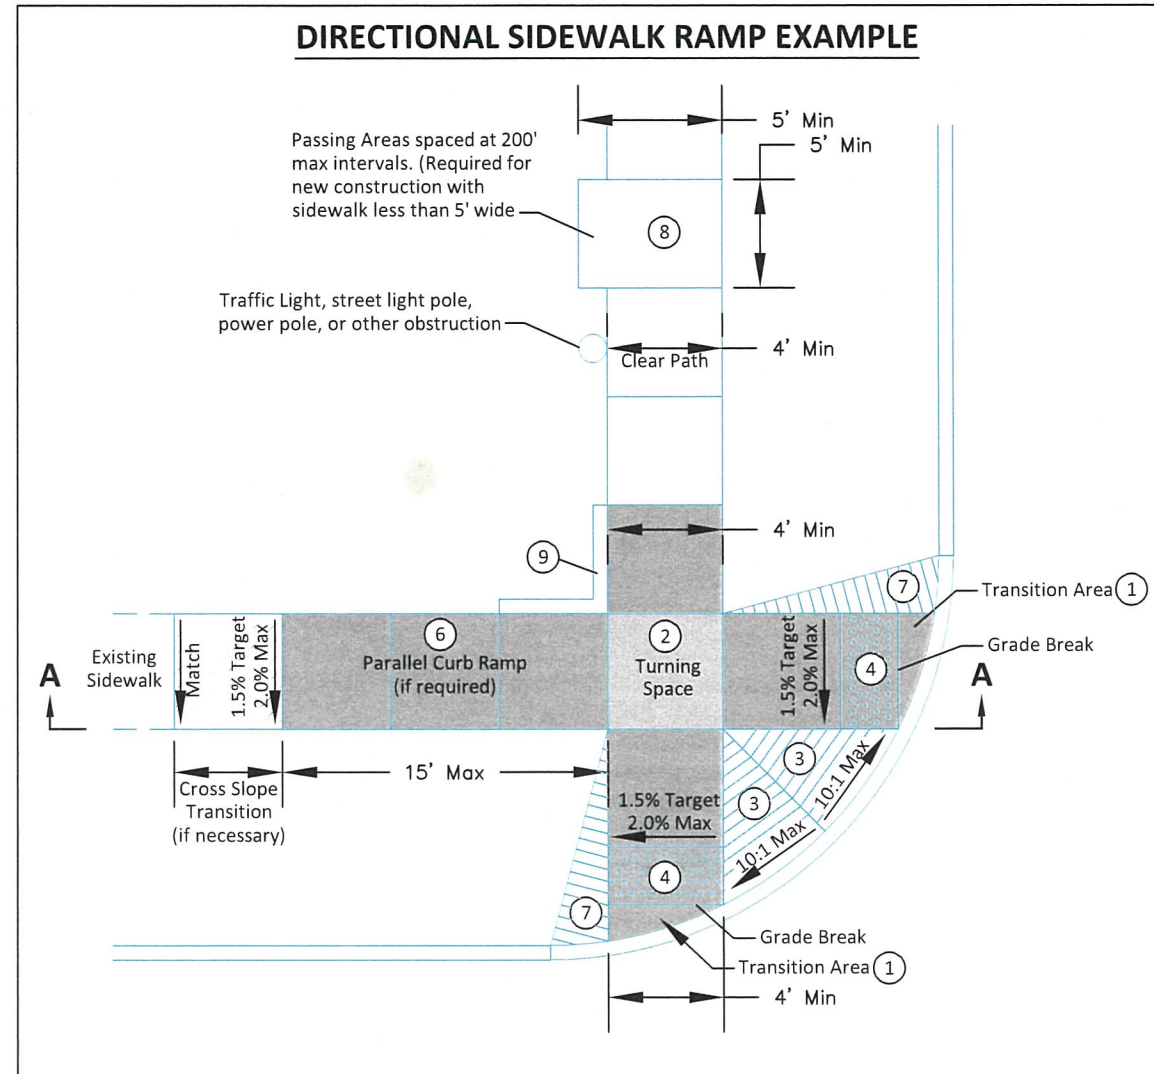 DIRECTIONAL SIDEWALK RAMP EXAMPLE
5' Min
5' Min
Passing Areas spaced at 200'
max intervals. (Required for
new construction with
sidewalk less than 5' wide
8
Traffic Light, street light pole,
power pole, or other obstruction
4' Min
Clear Path
4' Min
9
7
Transition Area 1
Grade Break
A
Existing
Sidewalk
Match
1.5% Target
2.0% Max
6
Parallel Curb Ramp
(if required)
2
Turning
Space
1.5% Target
2.0% Max
4
A
15' Max
Cross Slope
Transition
(if necessary)
1.5% Target
2.0% Max
3
3
10:1 Max
10:1 Max
4
7
Grade Break
Transition Area 1
4' Min